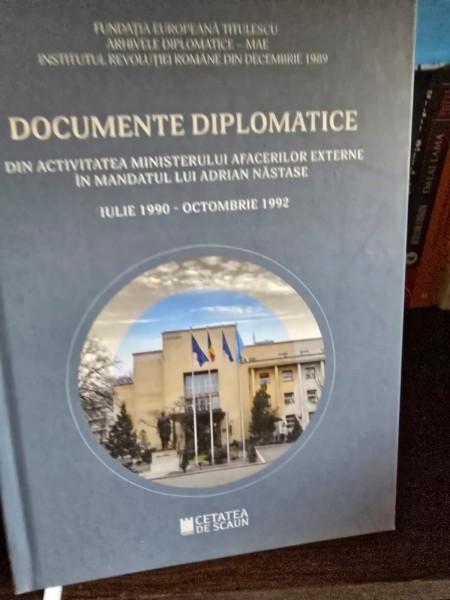 FUNDAȚIA EUROPEANĂ TITULESCU
ARHIVELE DIPLOMATICE – MAE
INSTITUTUL REVOLUȚIEI ROMÂNE DIN DECEMBRIE 1989
DOCUMENTE DIPLOMATICE
DIN ACTIVITATEA MINISTERULUI AFACERILOR EXTERNE
ÎN MANDATUL LUI ADRIAN NĂSTASE
IULIE 1990 - OCTOMBRIE 1992
CETATEA
DE SCAUN
DALAI LAMA